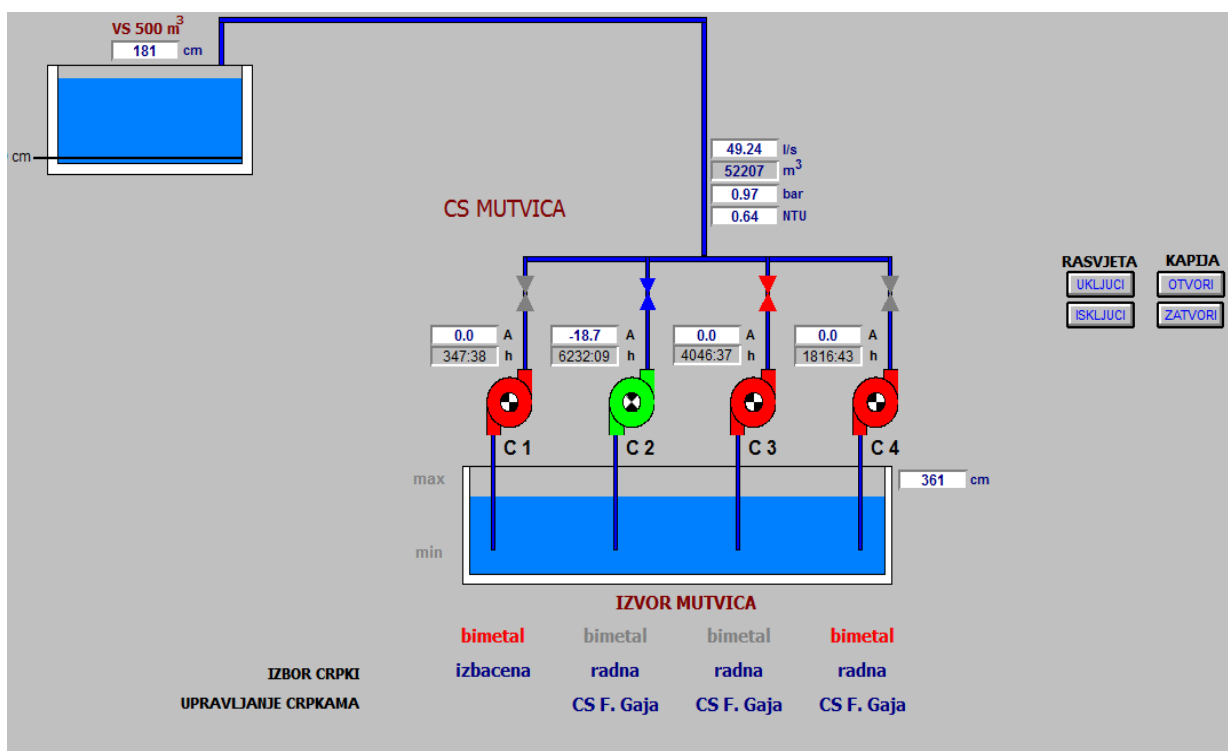 VS 500 m³
181 cm
cm
49.24 l/s
52207 m³
0.97 bar
0.64 NTU
CS MUTVICA
RASVJETA KAPIJA
UKLJUCI OTVORI
ISKLJUCI ZATVORI
0.0 A -18.7 A 0.0 A 0.0 A
347:38 h 6232:09 h 4046:37 h 1816:43 h
C 1 C 2 C 3 C 4
max
361 cm
min
IZVOR MUTVICA
bimetal bimetal bimetal bimetal
IZBOR CRPKI izbacena radna radna radna
UPRAVLJANJE CRPKAMA CS F. Gaja CS F. Gaja CS F. Gaja